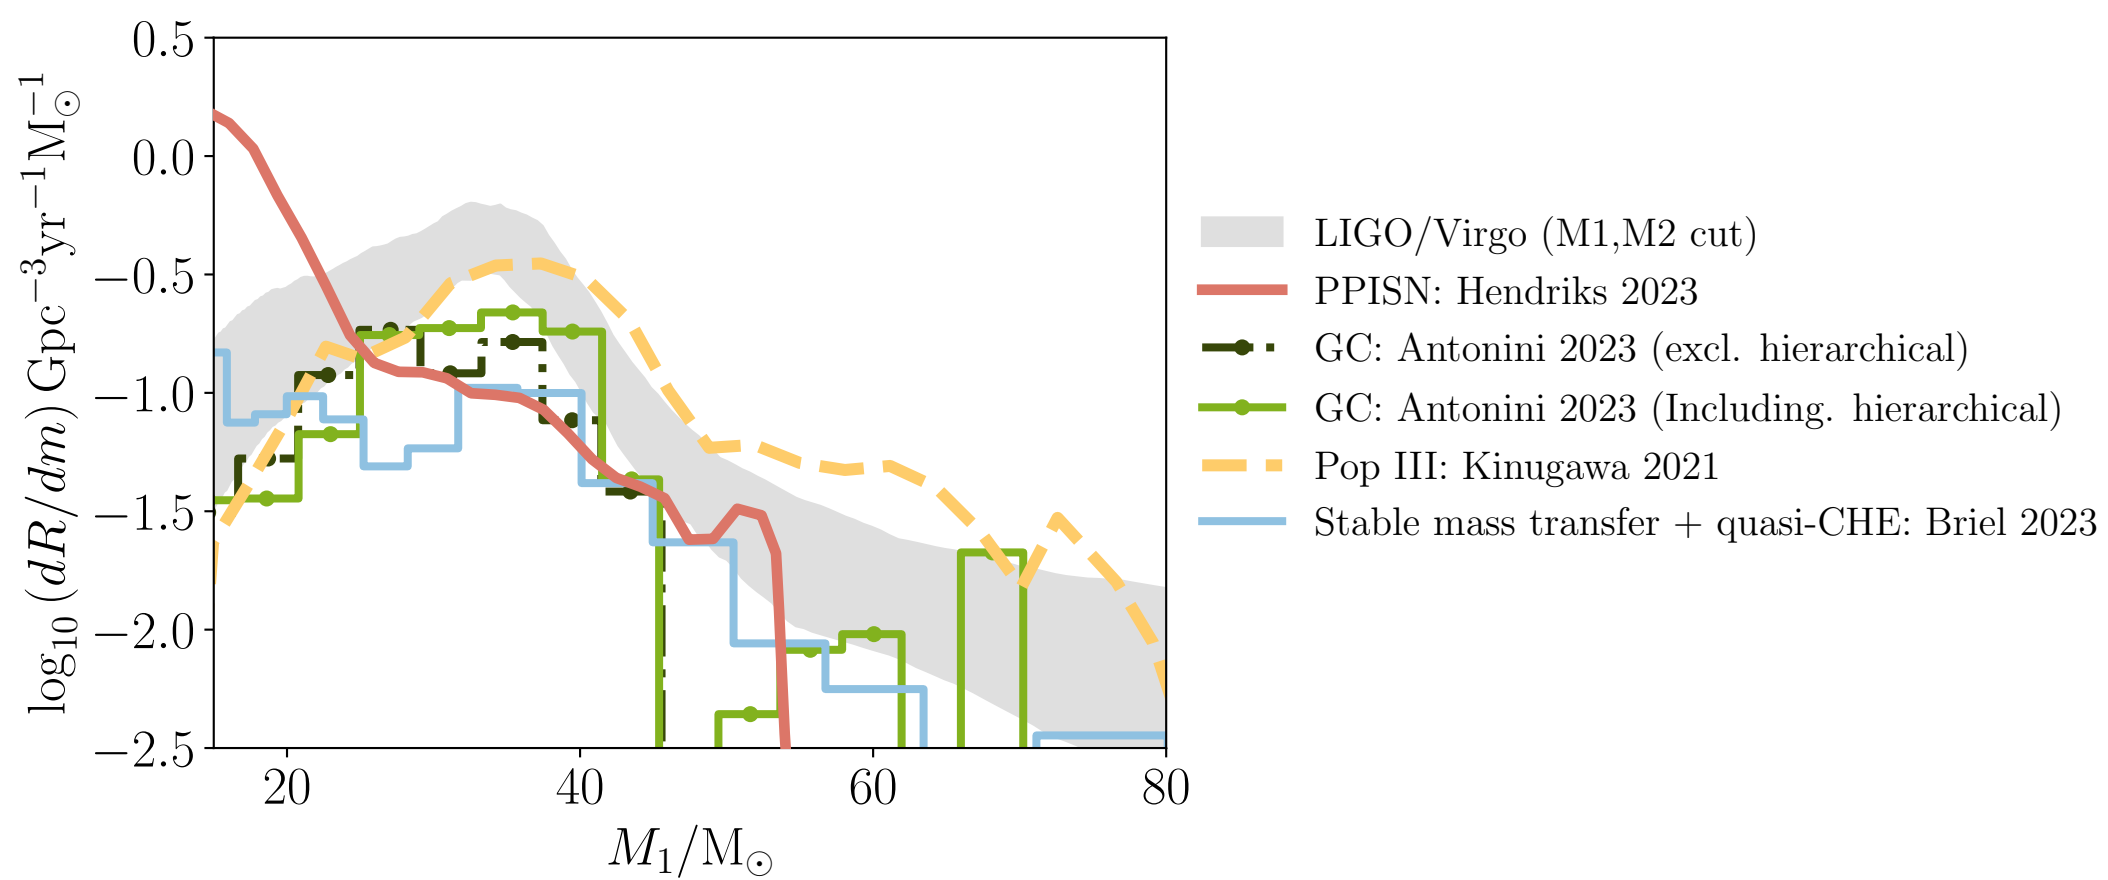 log₁₀ (dR/dm) Gpc⁻³yr⁻¹M⊙⁻¹
0.5
0.0
−0.5
−1.0
−1.5
−2.0
−2.5
20 40 60 80
M₁/M⊙
LIGO/Virgo (M1,M2 cut)
PPISN: Hendriks 2023
GC: Antonini 2023 (excl. hierarchical)
GC: Antonini 2023 (Including. hierarchical)
Pop III: Kinugawa 2021
Stable mass transfer + quasi-CHE: Briel 2023